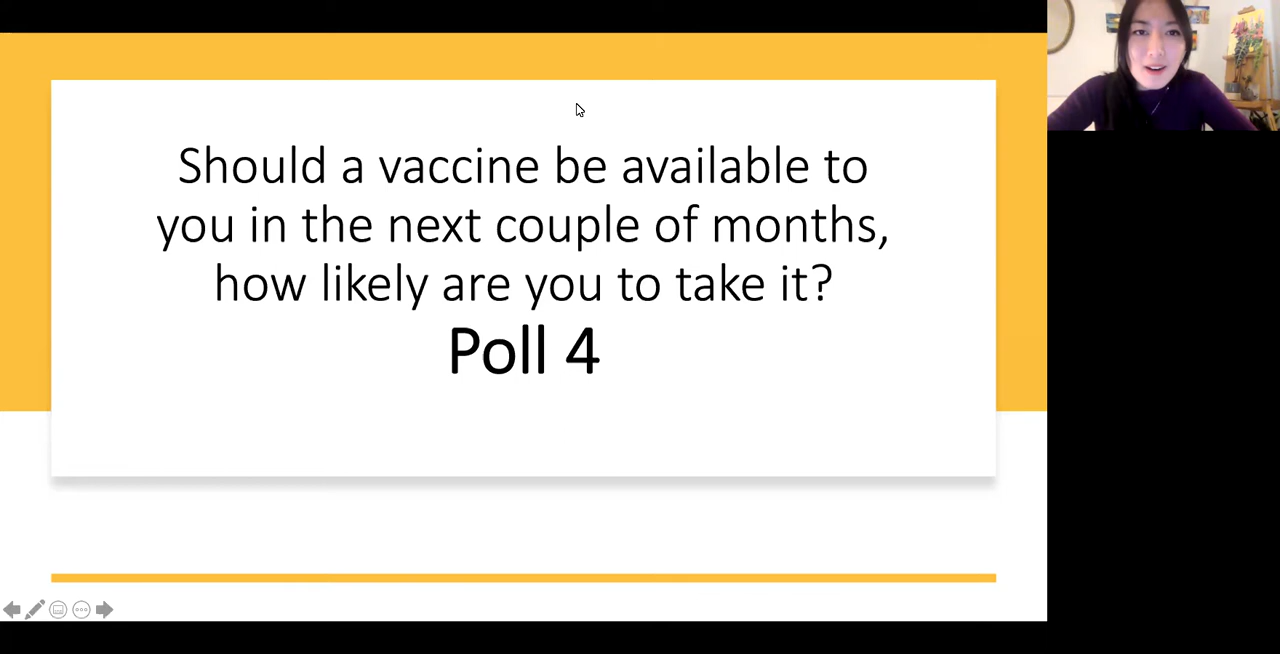 Should a vaccine be available to
you in the next couple of months,
how likely are you to take it?
Poll 4